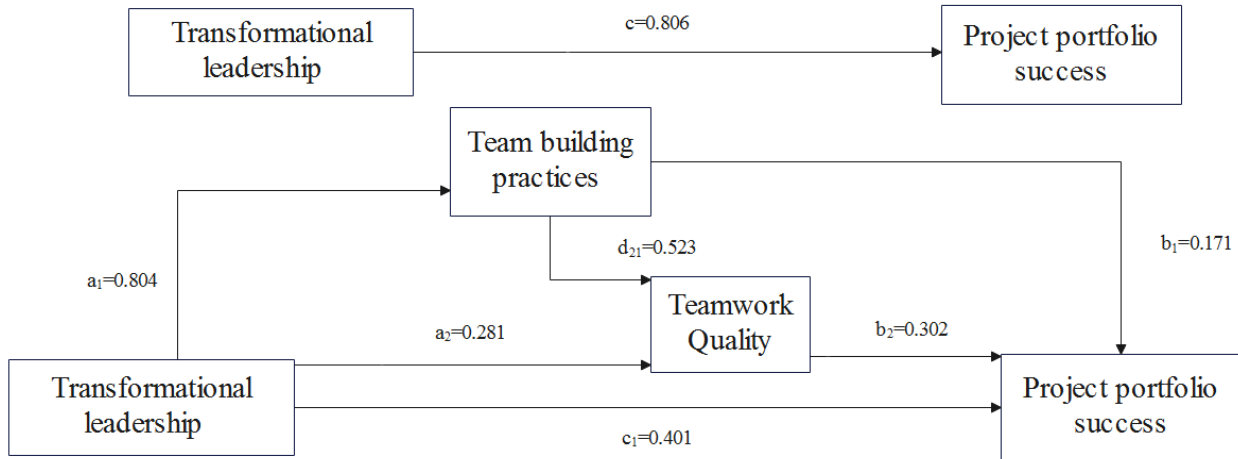 Transformational
leadership
c=0.806
Project portfolio
success
Team building
practices
d₂₁=0.523
b₁=0.171
a₁=0.804
Teamwork
Quality
a₂=0.281
b₂=0.302
Transformational
leadership
Project portfolio
success
c₁=0.401